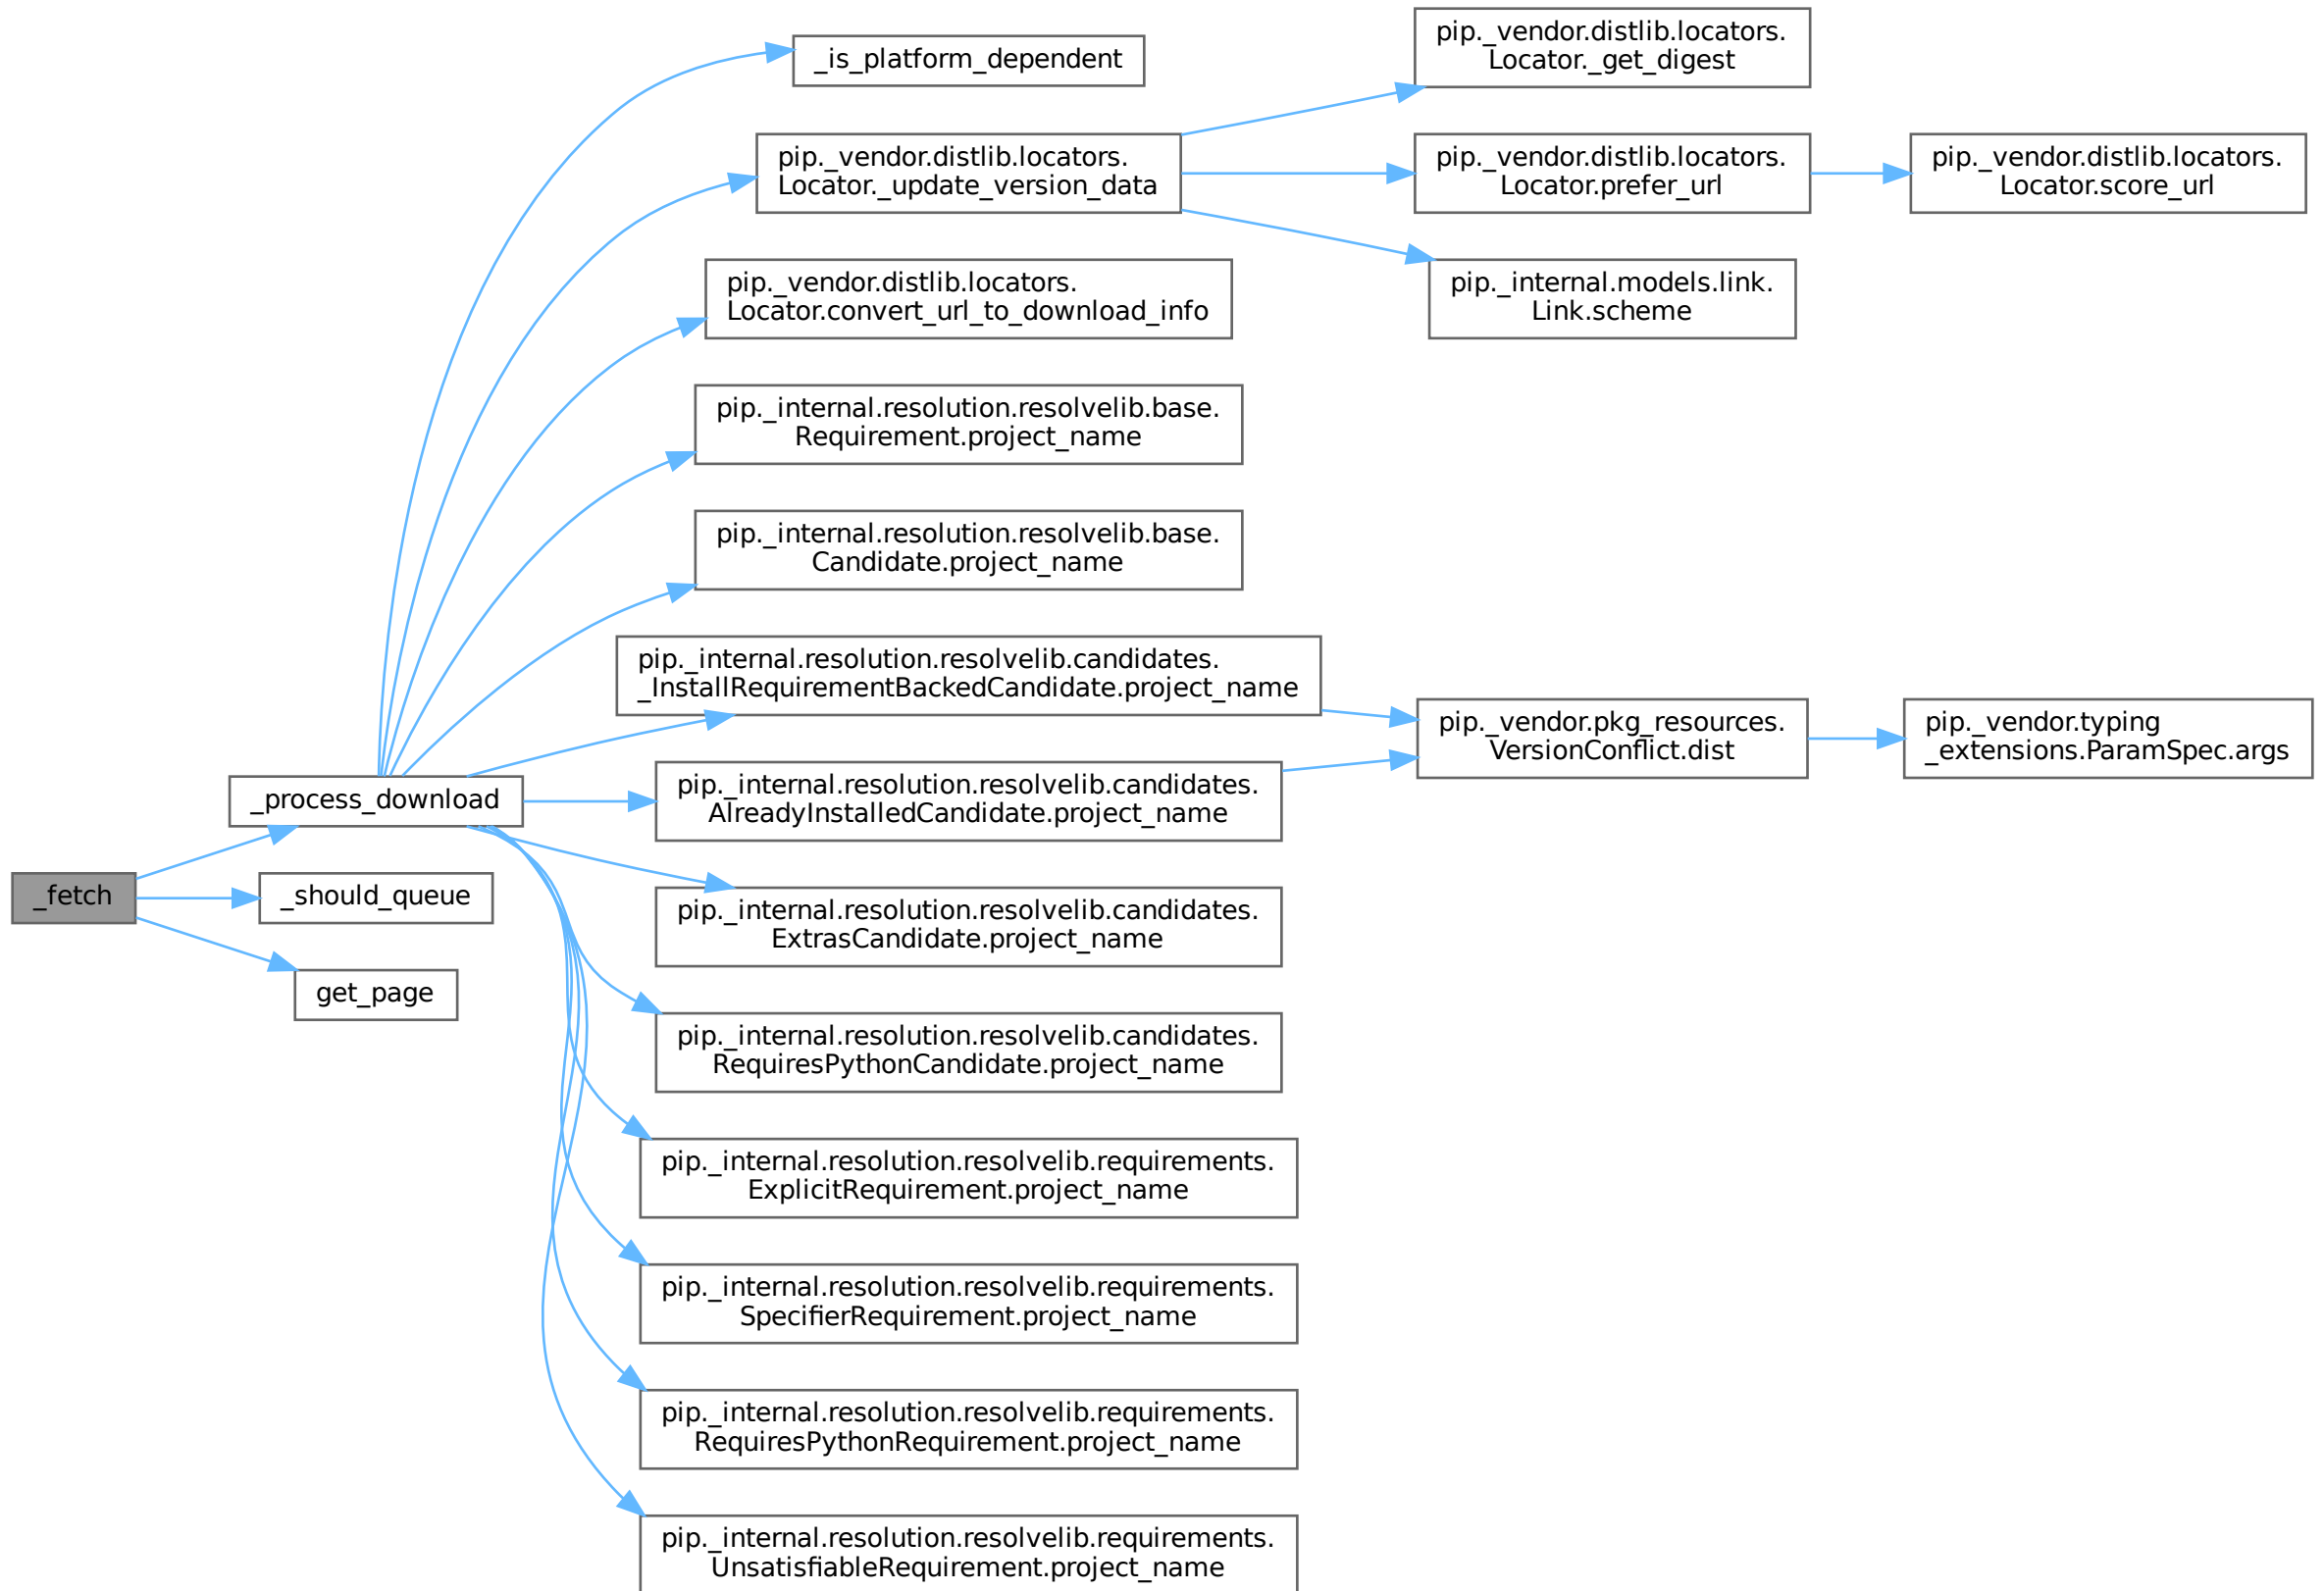 _fetch
_process_download
_should_queue
get_page
_is_platform_dependent
pip._vendor.distlib.locators.
Locator._update_version_data
pip._vendor.distlib.locators.
Locator.convert_url_to_download_info
pip._internal.resolution.resolvelib.base.
Requirement.project_name
pip._internal.resolution.resolvelib.base.
Candidate.project_name
pip._internal.resolution.resolvelib.candidates.
_InstallRequirementBackedCandidate.project_name
pip._internal.resolution.resolvelib.candidates.
AlreadyInstalledCandidate.project_name
pip._internal.resolution.resolvelib.candidates.
ExtrasCandidate.project_name
pip._internal.resolution.resolvelib.candidates.
RequiresPythonCandidate.project_name
pip._internal.resolution.resolvelib.requirements.
ExplicitRequirement.project_name
pip._internal.resolution.resolvelib.requirements.
SpecifierRequirement.project_name
pip._internal.resolution.resolvelib.requirements.
RequiresPythonRequirement.project_name
pip._internal.resolution.resolvelib.requirements.
UnsatisfiableRequirement.project_name
pip._vendor.distlib.locators.
Locator._get_digest
pip._vendor.distlib.locators.
Locator.prefer_url
pip._internal.models.link.
Link.scheme
pip._vendor.pkg_resources.
VersionConflict.dist
pip._vendor.distlib.locators.
Locator.score_url
pip._vendor.typing
_extensions.ParamSpec.args